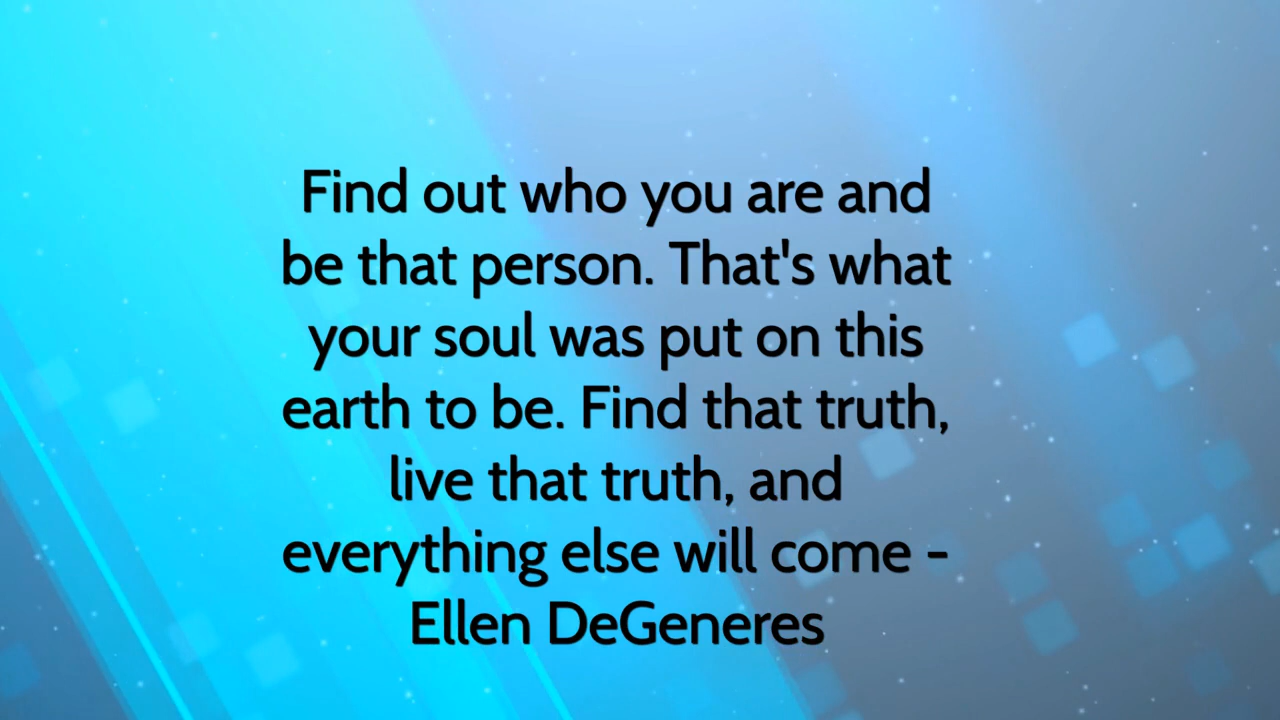 Find out who you are and
be that person. That's what
your soul was put on this
earth to be. Find that truth,
live that truth, and
everything else will come -
Ellen DeGeneres